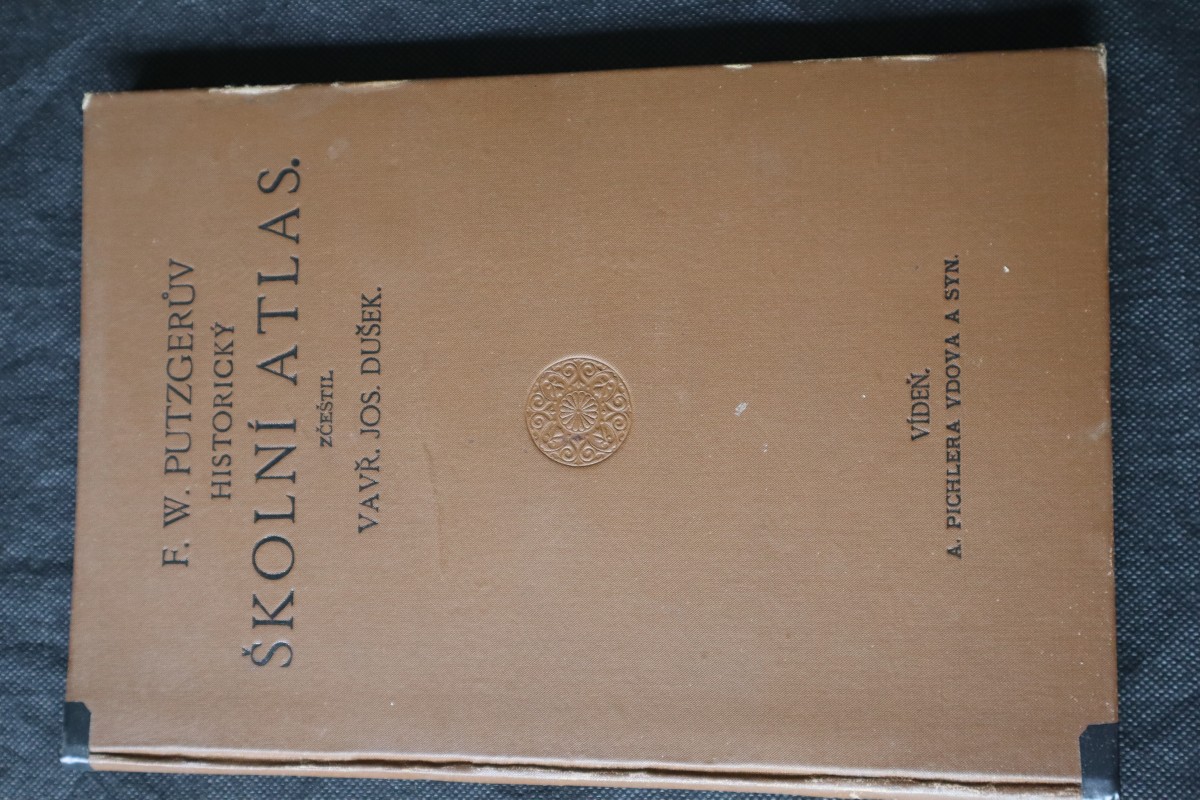 F. W. PUTZGERŮV
HISTORICKÝ
ŠKOLNÍ ATLAS.
ZČEŠTIL
VAVŘ. JOS. DUŠEK.
VÍDEŇ.
A. PICHLERA VDOVA A SYN.